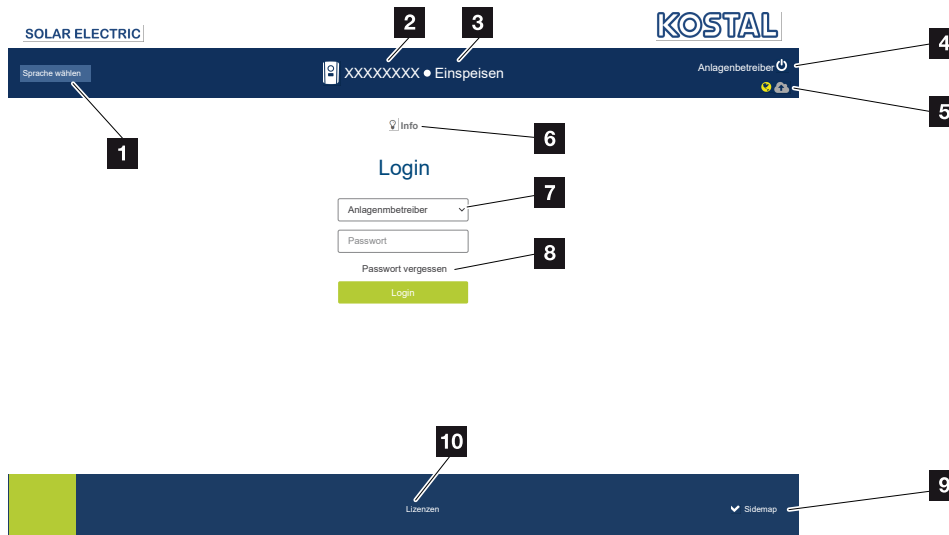 2 3
SOLAR ELECTRIC
KOSTAL
4
Sprache wählen
XXXXXXXX ● Einspeisen
Anlagenbetreiber
5
1
Info
6
Login
7
Anlagenmbetreiber
Passwort
8
Passwort vergessen
Login
10
9
Lizenzen
Sidemap